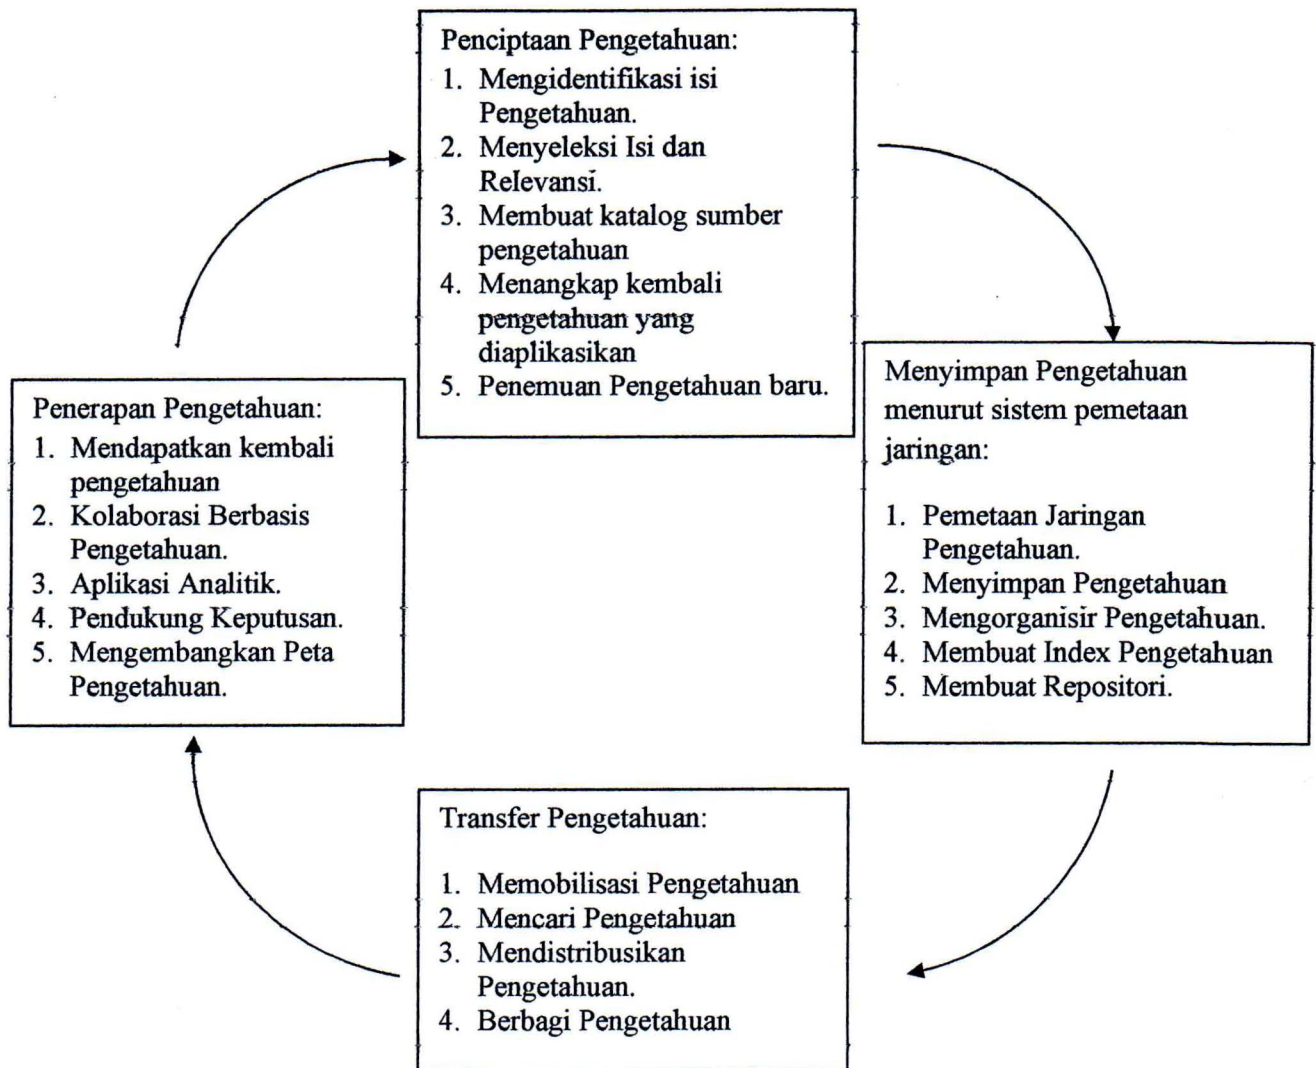 Penciptaan Pengetahuan:
1. Mengidentifikasi isi
Pengetahuan.
2. Menyeleksi Isi dan
Relevansi.
3. Membuat katalog sumber
pengetahuan
4. Menangkap kembali
pengetahuan yang
diaplikasikan
5. Penemuan Pengetahuan baru.
Menyimpan Pengetahuan
menurut sistem pemetaan
jaringan:
1. Pemetaan Jaringan
Pengetahuan.
2. Menyimpan Pengetahuan
3. Mengorganisir Pengetahuan.
4. Membuat Index Pengetahuan
5. Membuat Repositori.
Transfer Pengetahuan:
1. Memobilisasi Pengetahuan
2. Mencari Pengetahuan
3. Mendistribusikan
Pengetahuan.
4. Berbagi Pengetahuan
Penerapan Pengetahuan:
1. Mendapatkan kembali
pengetahuan
2. Kolaborasi Berbasis
Pengetahuan.
3. Aplikasi Analitik.
4. Pendukung Keputusan.
5. Mengembangkan Peta
Pengetahuan.